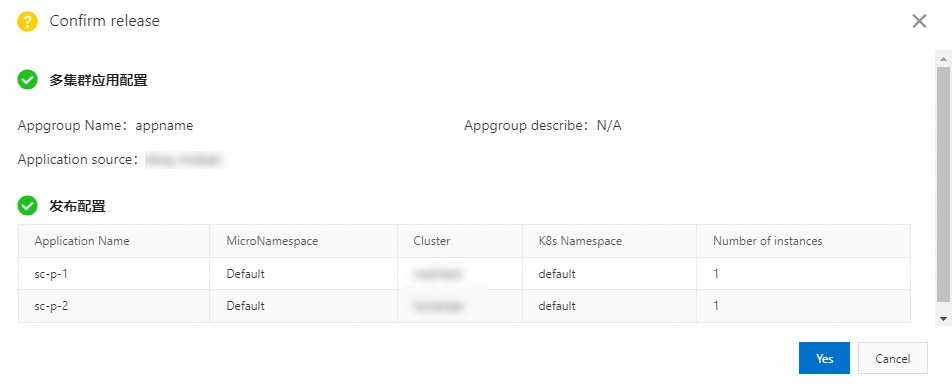 Confirm release
多集群应用配置
Appgroup Name：appname Appgroup describe：N/A
Application source：
发布配置
Application Name MicroNamespace Cluster K8s Namespace Number of instances
sc-p-1 Default default 1
sc-p-2 Default default 1
Yes Cancel